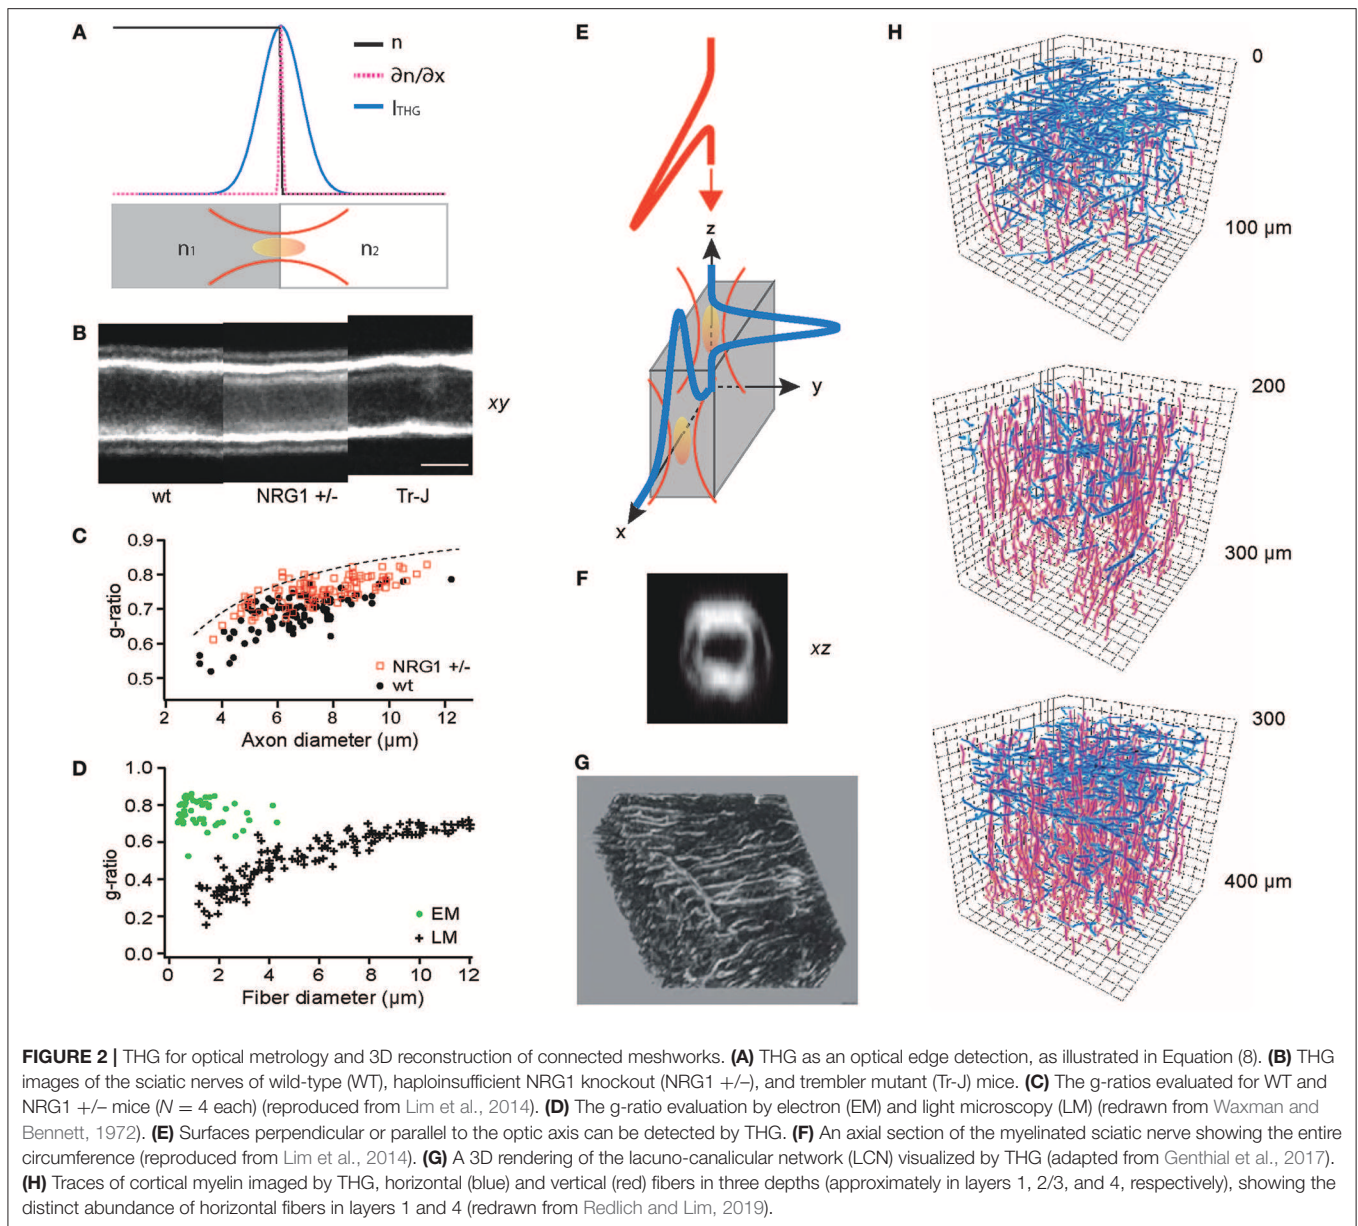 A
n
∂n/∂x
ITHG
n1
n2
B
xy
wt
NRG1 +/-
Tr-J
C
0.9
0.8
0.7
0.6
0.5
g-ratio
NRG1 +/-
wt
2
4
6
8
10
12
Axon diameter (µm)
D
1.0
0.8
0.6
0.4
0.2
0.0
g-ratio
EM
LM
0
2
4
6
8
10
12
Fiber diameter (µm)
E
z
y
x
F
xz
G
H
0
100 µm
200
300 µm
300
400 µm
FIGURE 2 | THG for optical metrology and 3D reconstruction of connected meshworks. (A) THG as an optical edge detection, as illustrated in Equation (8). (B) THG
images of the sciatic nerves of wild-type (WT), haploinsufficient NRG1 knockout (NRG1 +/–), and trembler mutant (Tr-J) mice. (C) The g-ratios evaluated for WT and
NRG1 +/– mice (N = 4 each) (reproduced from Lim et al., 2014). (D) The g-ratio evaluation by electron (EM) and light microscopy (LM) (redrawn from Waxman and
Bennett, 1972). (E) Surfaces perpendicular or parallel to the optic axis can be detected by THG. (F) An axial section of the myelinated sciatic nerve showing the entire
circumference (reproduced from Lim et al., 2014). (G) A 3D rendering of the lacuno-canalicular network (LCN) visualized by THG (adapted from Genthial et al., 2017).
(H) Traces of cortical myelin imaged by THG, horizontal (blue) and vertical (red) fibers in three depths (approximately in layers 1, 2/3, and 4, respectively), showing the
distinct abundance of horizontal fibers in layers 1 and 4 (redrawn from Redlich and Lim, 2019).